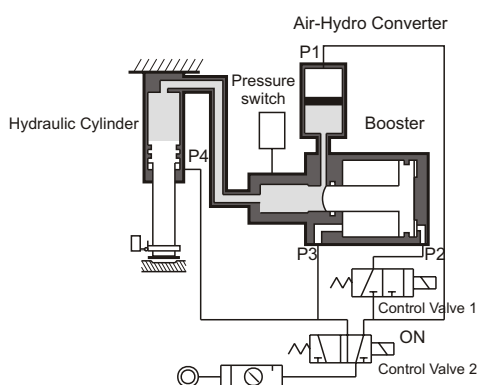 Air-Hydro Converter
P1
Pressure
switch
Hydraulic Cylinder
Booster
P4
P3
P2
Control Valve 1
ON
Control Valve 2